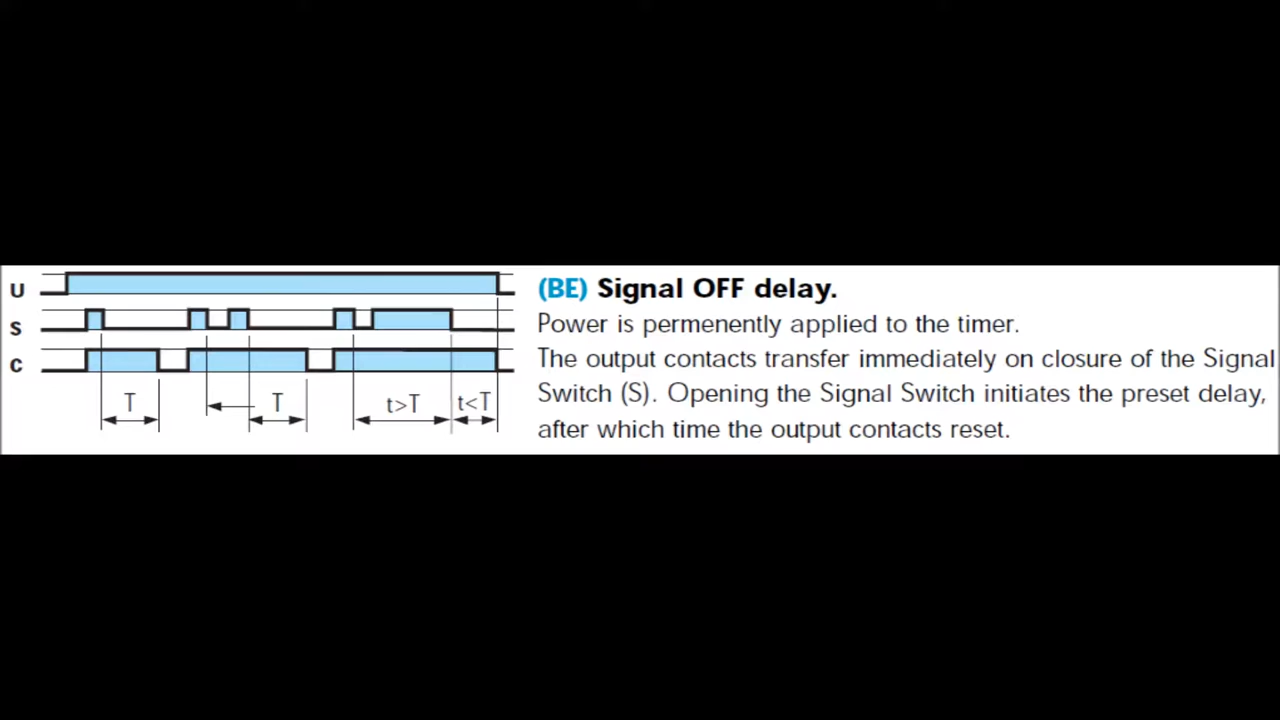 U
S
C
T
T
t>T
t<T
(BE) Signal OFF delay.
Power is permenently applied to the timer.
The output contacts transfer immediately on closure of the Signal
Switch (S). Opening the Signal Switch initiates the preset delay,
after which time the output contacts reset.